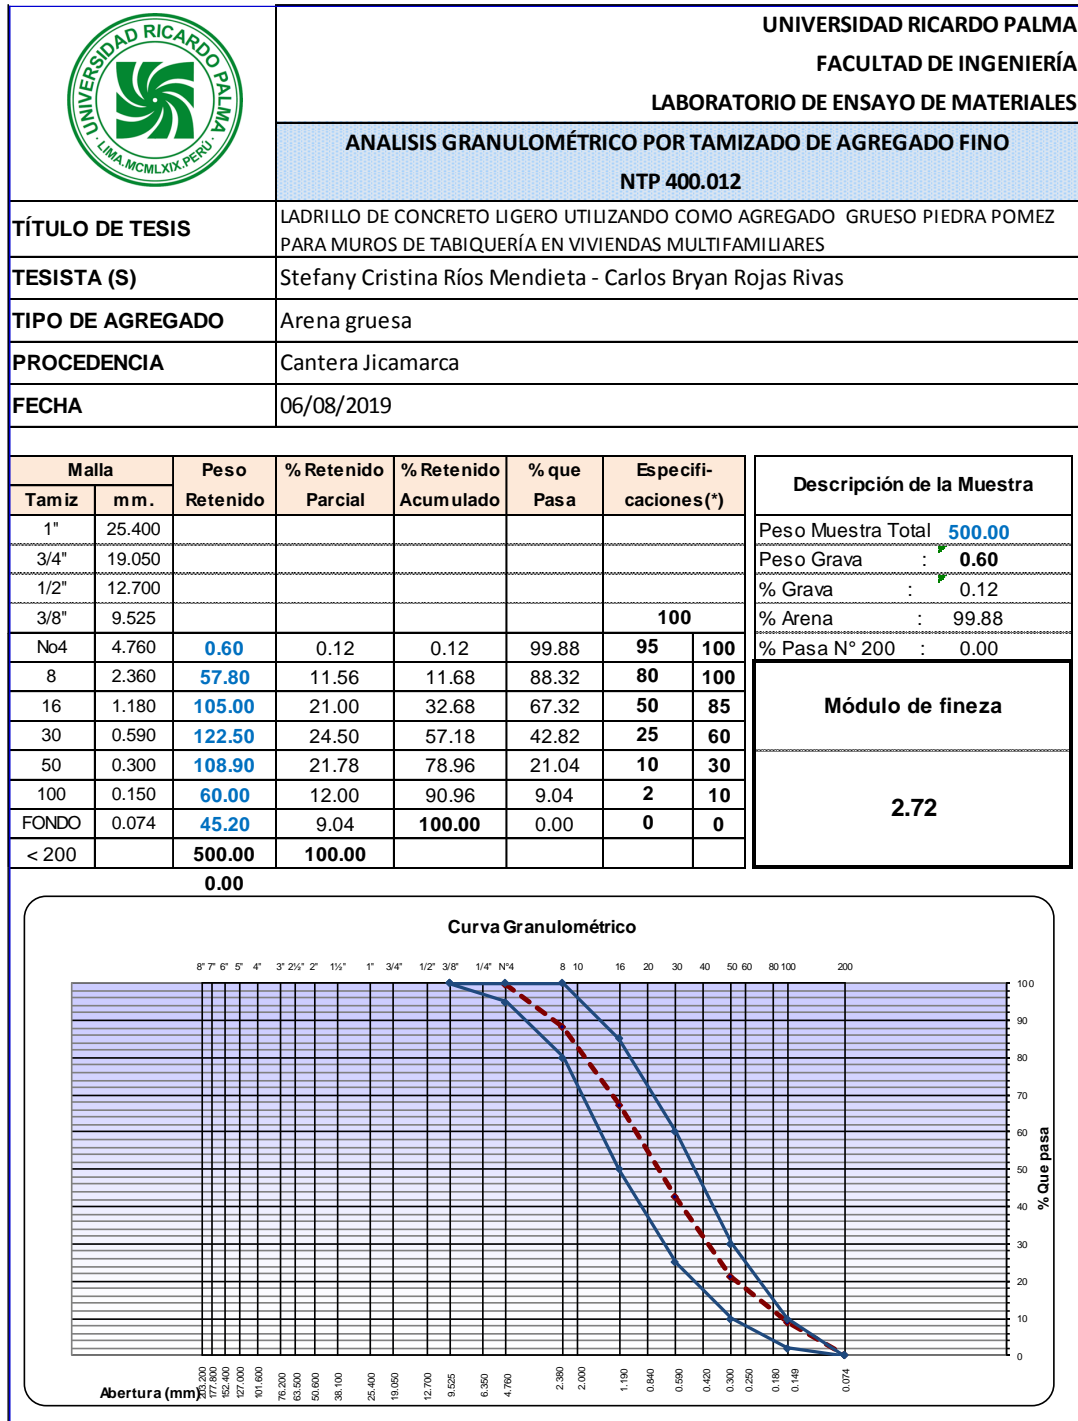 UNIVERSIDAD RICARDO PALMA
LIMA.MCMLXIX.PERÚ
UNIVERSIDAD RICARDO PALMA
FACULTAD DE INGENIERÍA
LABORATORIO DE ENSAYO DE MATERIALES
ANALISIS GRANULOMÉTRICO POR TAMIZADO DE AGREGADO FINO
NTP 400.012
TÍTULO DE TESIS
LADRILLO DE CONCRETO LIGERO UTILIZANDO COMO AGREGADO GRUESO PIEDRA POMEZ
PARA MUROS DE TABIQUERÍA EN VIVIENDAS MULTIFAMILIARES
TESISTA (S) Stefany Cristina Ríos Mendieta - Carlos Bryan Rojas Rivas
TIPO DE AGREGADO Arena gruesa
PROCEDENCIA Cantera Jicamarca
FECHA 06/08/2019
Malla Peso % Retenido % Retenido % que Especifi-
Tamiz mm. Retenido Parcial Acumulado Pasa caciones(*)
1" 25.400
3/4" 19.050
1/2" 12.700
3/8" 9.525 100
No4 4.760 0.60 0.12 0.12 99.88 95 100
8 2.360 57.80 11.56 11.68 88.32 80 100
16 1.180 105.00 21.00 32.68 67.32 50 85
30 0.590 122.50 24.50 57.18 42.82 25 60
50 0.300 108.90 21.78 78.96 21.04 10 30
100 0.150 60.00 12.00 90.96 9.04 2 10
FONDO 0.074 45.20 9.04 100.00 0.00 0 0
< 200 500.00 100.00
0.00
Descripción de la Muestra
Peso Muestra Total 500.00
Peso Grava : 0.60
% Grava : 0.12
% Arena : 99.88
% Pasa N° 200 : 0.00
Módulo de fineza
2.72
Curva Granulométrico
8" 7" 6" 5" 4" 3" 2½" 2" 1½" 1" 3/4" 1/2" 3/8" 1/4" N°4 8 10 16 20 30 40 50 60 80 100 200
100
90
80
70
60
50
40
30
20
10
0
% Que pasa
Abertura (mm)
203.200 177.800 152.400 127.000 101.600 76.200 63.500 50.600 38.100 25.400 19.050 12.700 9.525 6.350 4.760 2.380 2.000 1.190 0.840 0.590 0.420 0.300 0.250 0.180 0.149 0.074